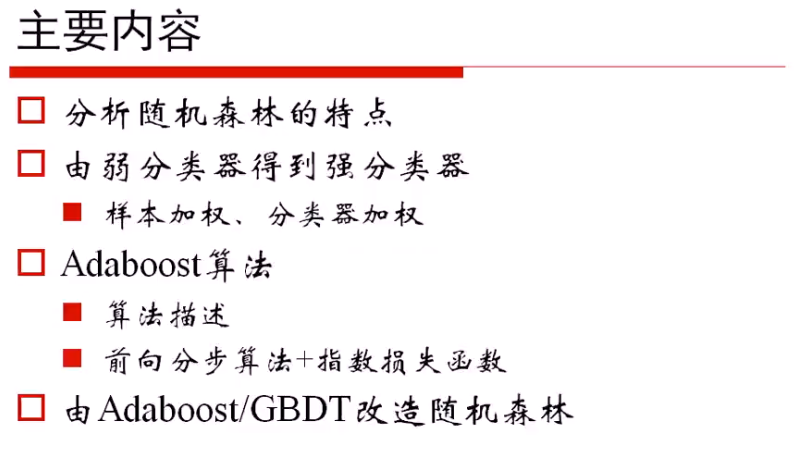 主要内容
分析随机森林的特点
由弱分类器得到强分类器
样本加权、分类器加权
Adaboost算法
算法描述
前向分步算法+指数损失函数
由Adaboost/GBDT改造随机森林